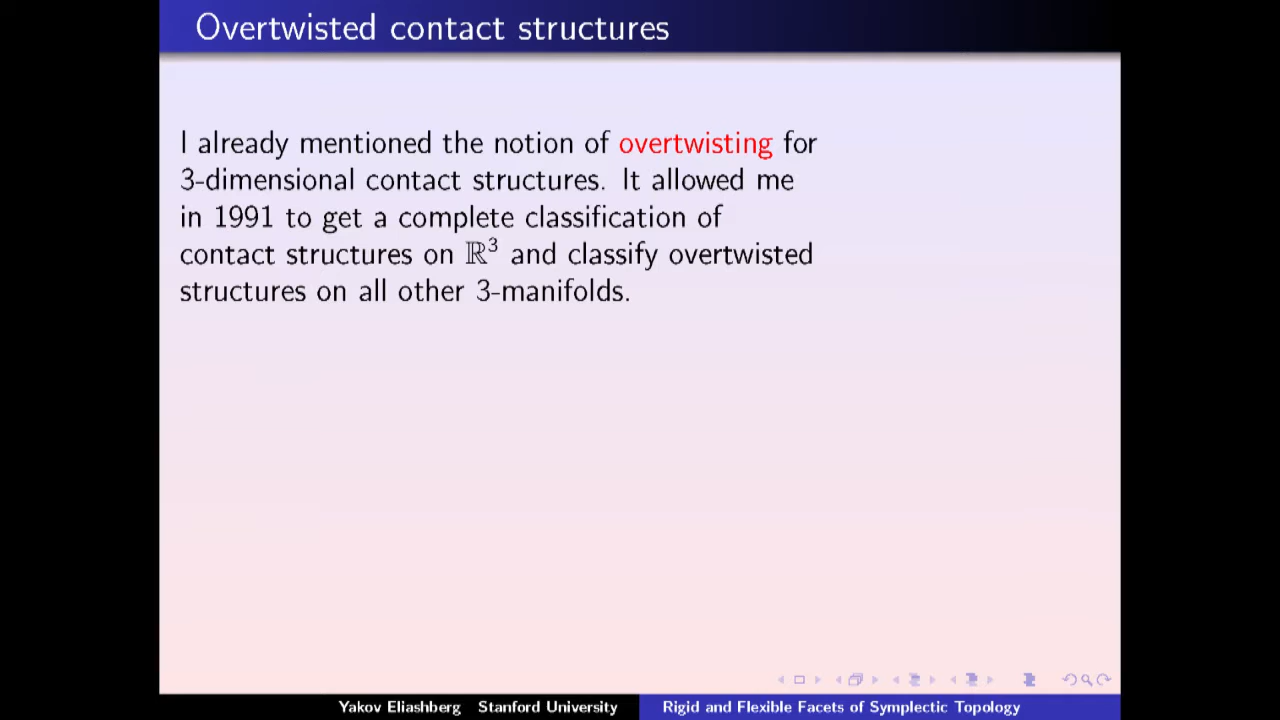 Overtwisted contact structures
I already mentioned the notion of overtwisting for
3-dimensional contact structures. It allowed me
in 1991 to get a complete classification of
contact structures on ℝ³ and classify overtwisted
structures on all other 3-manifolds.
Yakov Eliashberg Stanford University
Rigid and Flexible Facets of Symplectic Topology